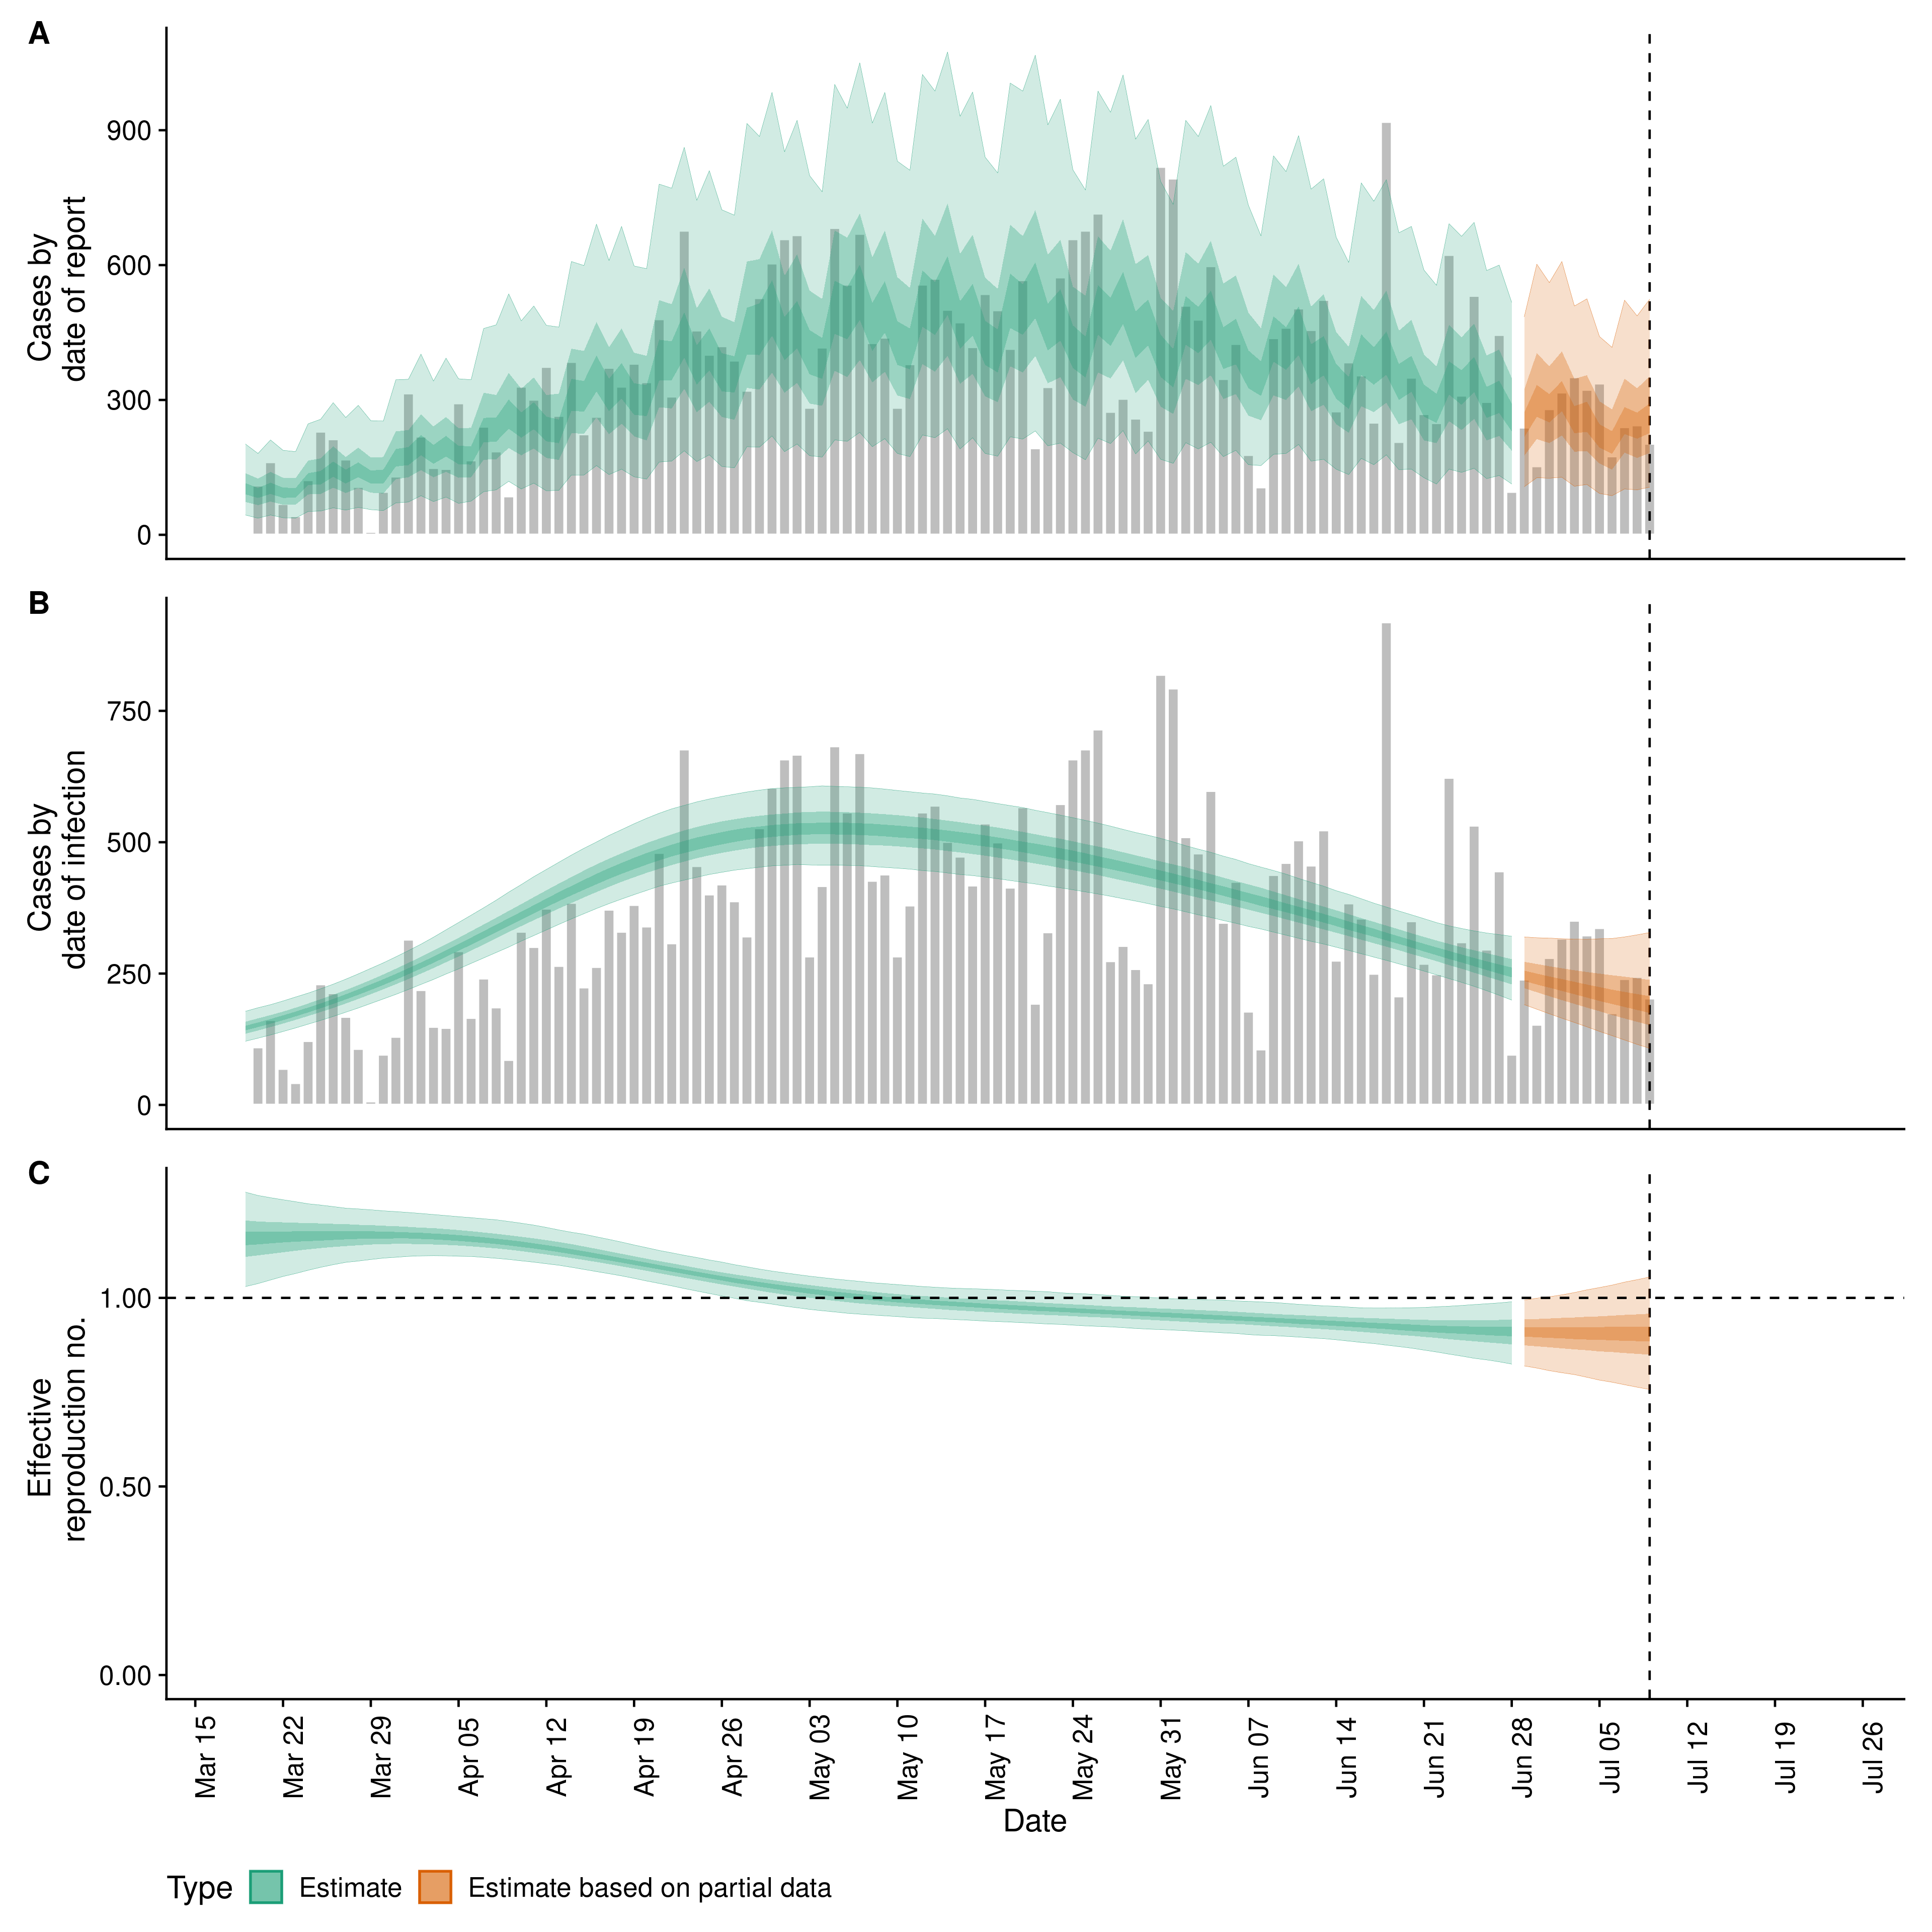 A
Cases by
date of report
900
600
300
0
B
Cases by
date of infection
750
500
250
0
C
Effective
reproduction no.
1.00
0.50
0.00
Mar 15
Mar 22
Mar 29
Apr 05
Apr 12
Apr 19
Apr 26
May 03
May 10
May 17
May 24
May 31
Jun 07
Jun 14
Jun 21
Jun 28
Jul 05
Jul 12
Jul 19
Jul 26
Date
Type Estimate Estimate based on partial data